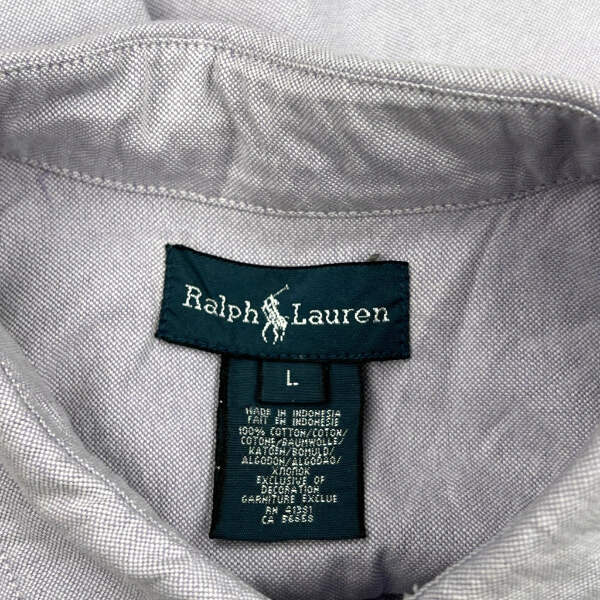 Ralph Lauren
L
MADE IN INDONESIA
FAIT EN INDONESIE
100% COTTON/COTON/
COTONE/BAUMWOLLE/
KATOEN/BOMULD/
ALGODON/ALGODAO/
ХЛОПОК
EXCLUSIVE OF
DECORATION
GARNITURE EXCLUE
RN 41381
CA 56658